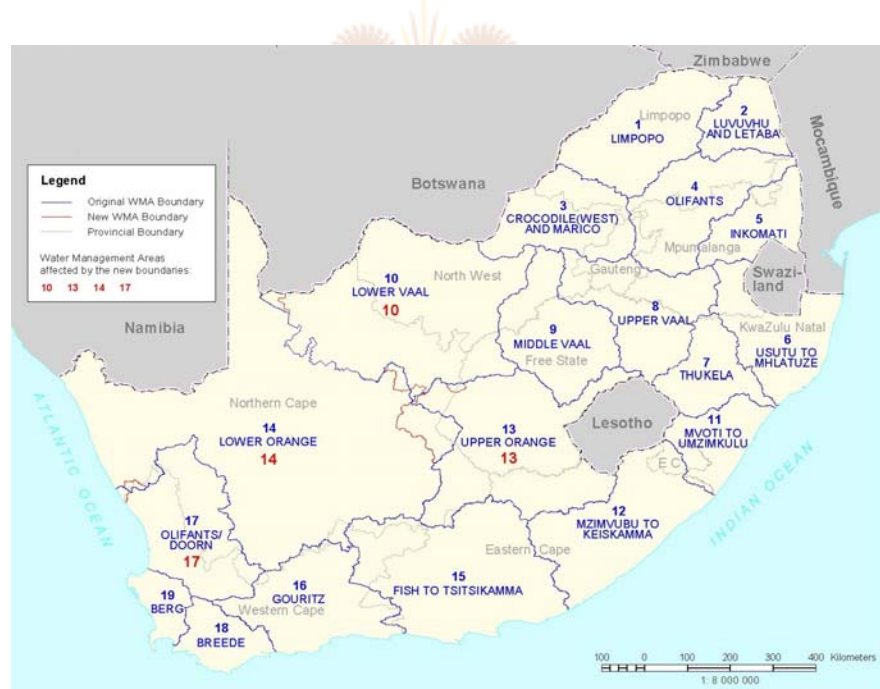 Zimbabwe
Limpopo
1
LIMPOPO
2
LUVUVHU
AND LETABA
Mocambique
Legend
Original WMA Boundary
New WMA Boundary
Provincial Boundary
Water Management Areas
affected by the new boundaries:
10 13 14 17
Botswana
3
CROCODILE(WEST)
AND MARICO
4
OLIFANTS
5
INKOMATI
Mpumalanga
Gauteng
Swazi-
land
North West
10
LOWER VAAL
10
8
UPPER VAAL
9
MIDDLE VAAL
Free State
KwaZulu Natal
6
USUTU TO
MHLATUZE
7
THUKELA
Namibia
Northern Cape
14
LOWER ORANGE
14
13
UPPER ORANGE
13
Lesotho
11
MVOTI TO
UMZIMKULU
E C
ATLANTIC OCEAN
INDIAN OCEAN
12
MZIMVUBU TO
KEISKAMMA
17
OLIFANTS/
DOORN
17
Eastern Cape
15
FISH TO TSITSIKAMMA
16
GOURITZ
Western Cape
19
BERG
18
BREEDE
100 0 100 200 300 400 Kilometers
1: 8 000 000